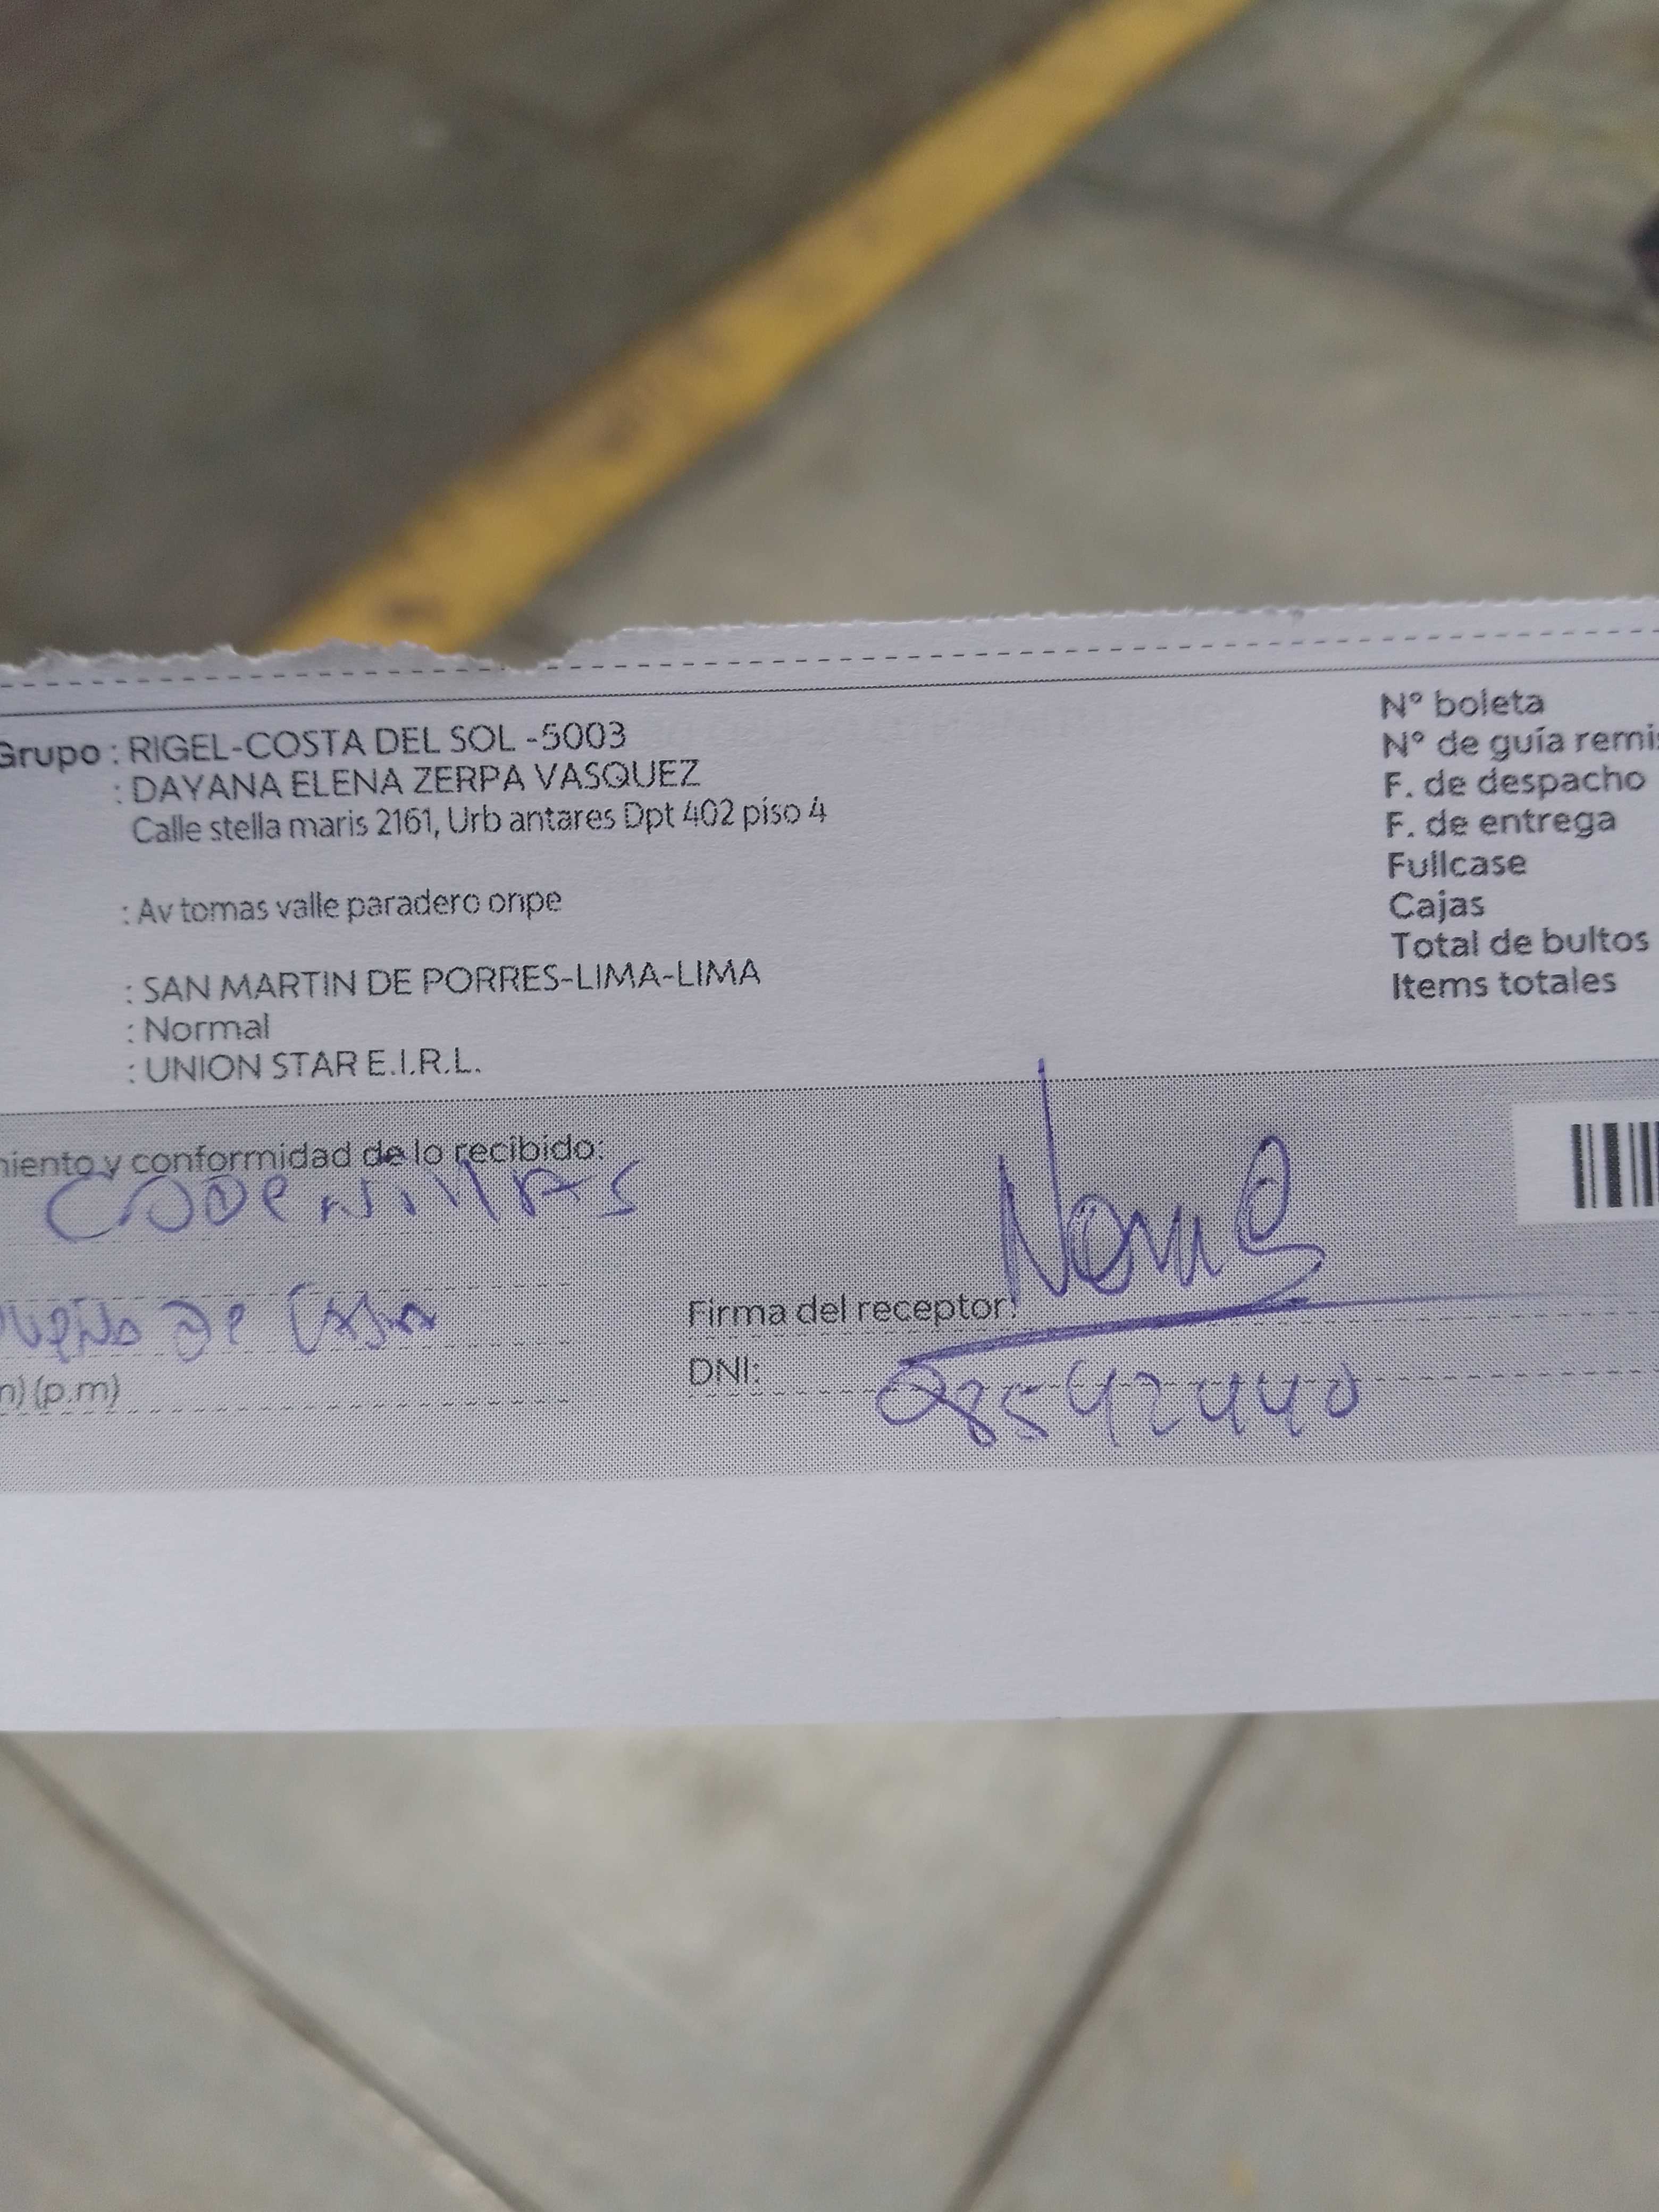 Grupo : RIGEL-COSTA DEL SOL -5003
: DAYANA ELENA ZERPA VASQUEZ
Calle stella maris 2161, Urb antares Dpt 402 piso 4
: Av tomas valle paradero onpe
: SAN MARTIN DE PORRES-LIMA-LIMA
: Normal
: UNION STAR E.I.R.L.
N° boleta
N° de guía remis
F. de despacho
F. de entrega
Fullcase
Cajas
Total de bultos
Items totales
miento y conformidad de lo recibido:
de Casa
n) (p.m)
Firma del receptor:
DNI: